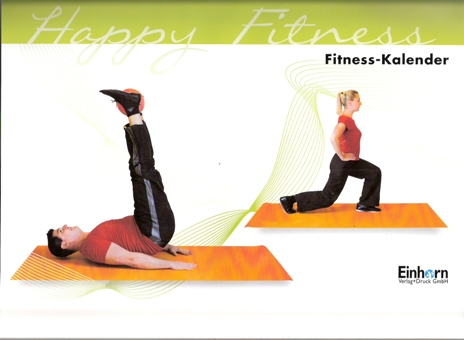 Happy Fitness
Fitness-Kalender
Einhorn
Verlag+Druck GmbH